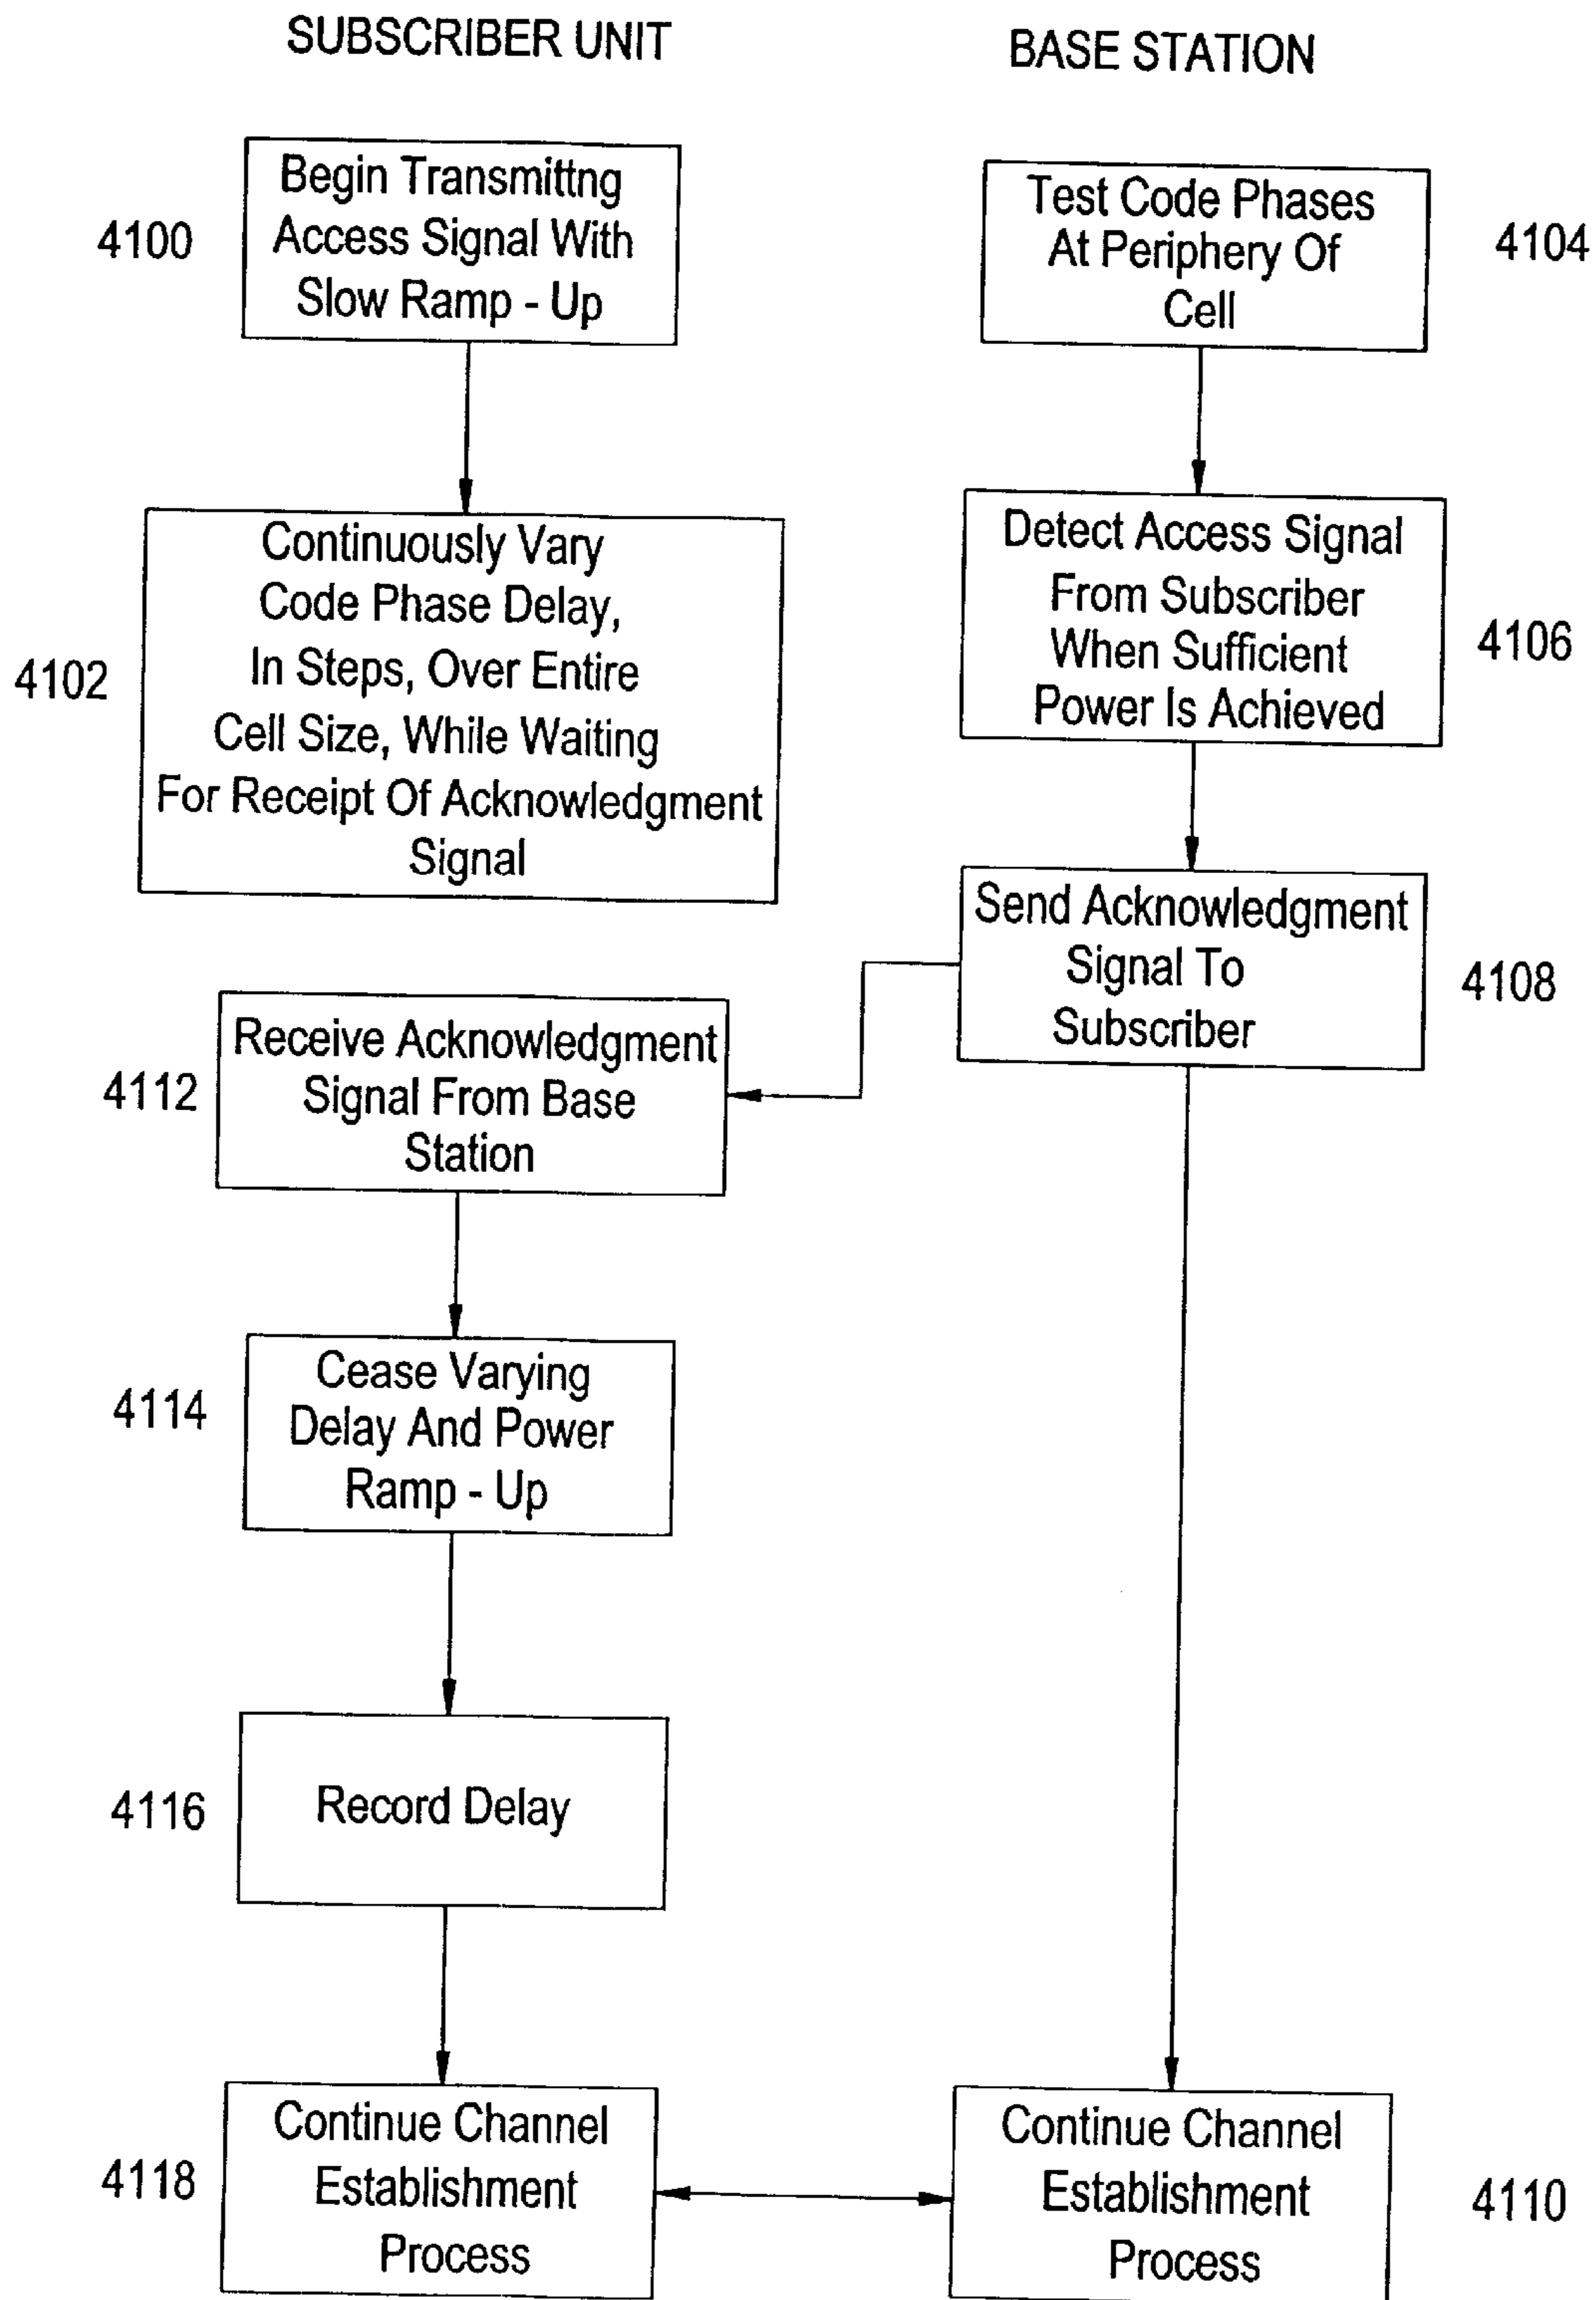 SUBSCRIBER UNIT
BASE STATION
4100
Begin Transmittng
Access Signal With
Slow Ramp - Up
Test Code Phases
At Periphery Of
Cell
4104
4102
Continuously Vary
Code Phase Delay,
In Steps, Over Entire
Cell Size, While Waiting
For Receipt Of Acknowledgment
Signal
Detect Access Signal
From Subscriber
When Sufficient
Power Is Achieved
4106
Send Acknowledgment
Signal To
Subscriber
4108
4112
Receive Acknowledgment
Signal From Base
Station
4114
Cease Varying
Delay And Power
Ramp - Up
4116
Record Delay
4118
Continue Channel
Establishment
Process
Continue Channel
Establishment
Process
4110